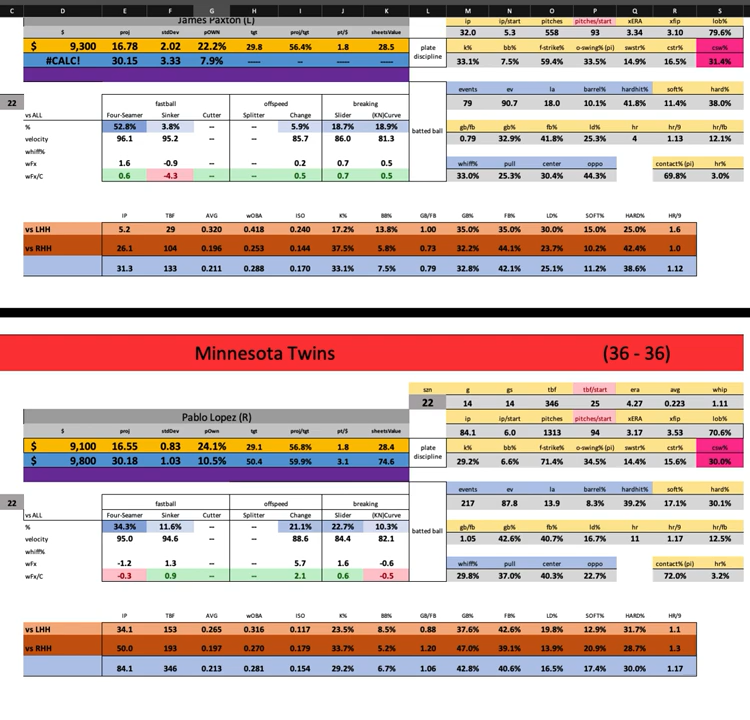 C D E F G H I J K L M N O P Q R S
James Paxton (L) ip ip/start pitches pitches/start xERA xfip lob%
$ proj stdDev pOWN tgt proj/tgt pt/$ sheetsValue 32.0 5.3 558 93 3.34 3.10 79.6%
$ 9,300 16.78 2.02 22.2% 29.8 56.4% 1.8 28.5 plate discipline k% bb% f-strike% o-swing% (pi) swstr% cstr% csw%
#CALC! 30.15 3.33 7.9% ----- ---- --- ---- 33.1% 7.5% 59.4% 33.5% 14.9% 16.5% 31.4%
events ev la barrel% hardhit% soft% hard%
22 fastball offspeed breaking batted ball 79 90.7 18.0 10.1% 41.8% 11.4% 38.0%
vs ALL Four-Seamer Sinker Cutter Splitter Change Slider (KN)Curve
% 52.8% 3.8% -- -- 5.9% 18.7% 18.9% gb/fb gb% fb% ld% hr hr/9 hr/fb
velocity 96.1 95.2 -- -- 85.7 86.0 81.3 0.79 32.9% 41.8% 25.3% 4 1.13 12.1%
whiff%
wFx 1.6 -0.9 0.2 0.7 0.5 whiff% pull center oppo contact% (pi) hr%
wFx/C 0.6 -4.3 -- -- 0.5 0.7 0.5 33.0% 25.3% 30.4% 44.3% 69.8% 3.0%
IP TBF AVG wOBA ISO K% BB% GB/FB GB% FB% LD% SOFT% HARD% HR/9
vs LHH 5.2 29 0.320 0.418 0.240 17.2% 13.8% 1.00 35.0% 35.0% 30.0% 15.0% 25.0% 1.6
vs RHH 26.1 104 0.196 0.253 0.144 37.5% 5.8% 0.73 32.2% 44.1% 23.7% 10.2% 42.4% 1.0
31.3 133 0.211 0.288 0.170 33.1% 7.5% 0.79 32.8% 42.1% 25.1% 11.2% 38.6% 1.12
Minnesota Twins (36 - 36)
szn g gs tbf tbf/start era avg whip
22 14 14 346 25 4.27 0.223 1.11
Pablo Lopez (R) ip ip/start pitches pitches/start xERA xfip lob%
$ proj stdDev pOwn tgt proj/tgt pt/$ sheetsValue 84.1 6.0 1313 94 3.17 3.53 70.6%
$ 9,100 16.55 0.83 24.1% 29.1 56.8% 1.8 28.4 plate discipline k% bb% f-strike% o-swing% (pi) swstr% cstr% csw%
$ 9,800 30.18 1.03 10.5% 50.4 59.9% 3.1 74.6 29.2% 6.6% 71.4% 34.5% 14.4% 15.6% 30.0%
events ev la barrel% hardhit% soft% hard%
22 fastball offspeed breaking batted ball 217 87.8 13.9 8.3% 39.2% 17.1% 30.1%
vs ALL Four-Seamer Sinker Cutter Splitter Change Slider (KN)Curve
% 34.3% 11.6% -- -- 21.1% 22.7% 10.3% gb/fb gb% fb% ld% hr hr/9 hr/fb
velocity 95.0 94.6 -- -- 88.6 84.4 82.1 1.05 42.6% 40.7% 16.7% 11 1.17 12.5%
whiff%
wFx -1.2 1.3 5.7 1.6 -0.6 whiff% pull center oppo contact% (pi) hr%
wFx/C -0.3 0.9 -- -- 2.1 0.6 -0.5 29.8% 37.0% 40.3% 22.7% 72.0% 3.2%
IP TBF AVG wOBA ISO K% BB% GB/FB GB% FB% LD% SOFT% HARD% HR/9
vs LHH 34.1 153 0.265 0.316 0.117 23.5% 8.5% 0.88 37.6% 42.6% 19.8% 12.9% 31.7% 1.1
vs RHH 50.0 193 0.197 0.270 0.179 33.7% 5.2% 1.20 47.0% 39.1% 13.9% 20.9% 28.7% 1.3
84.1 346 0.213 0.281 0.154 29.2% 6.7% 1.06 42.8% 40.6% 16.5% 17.4% 30.0% 1.17